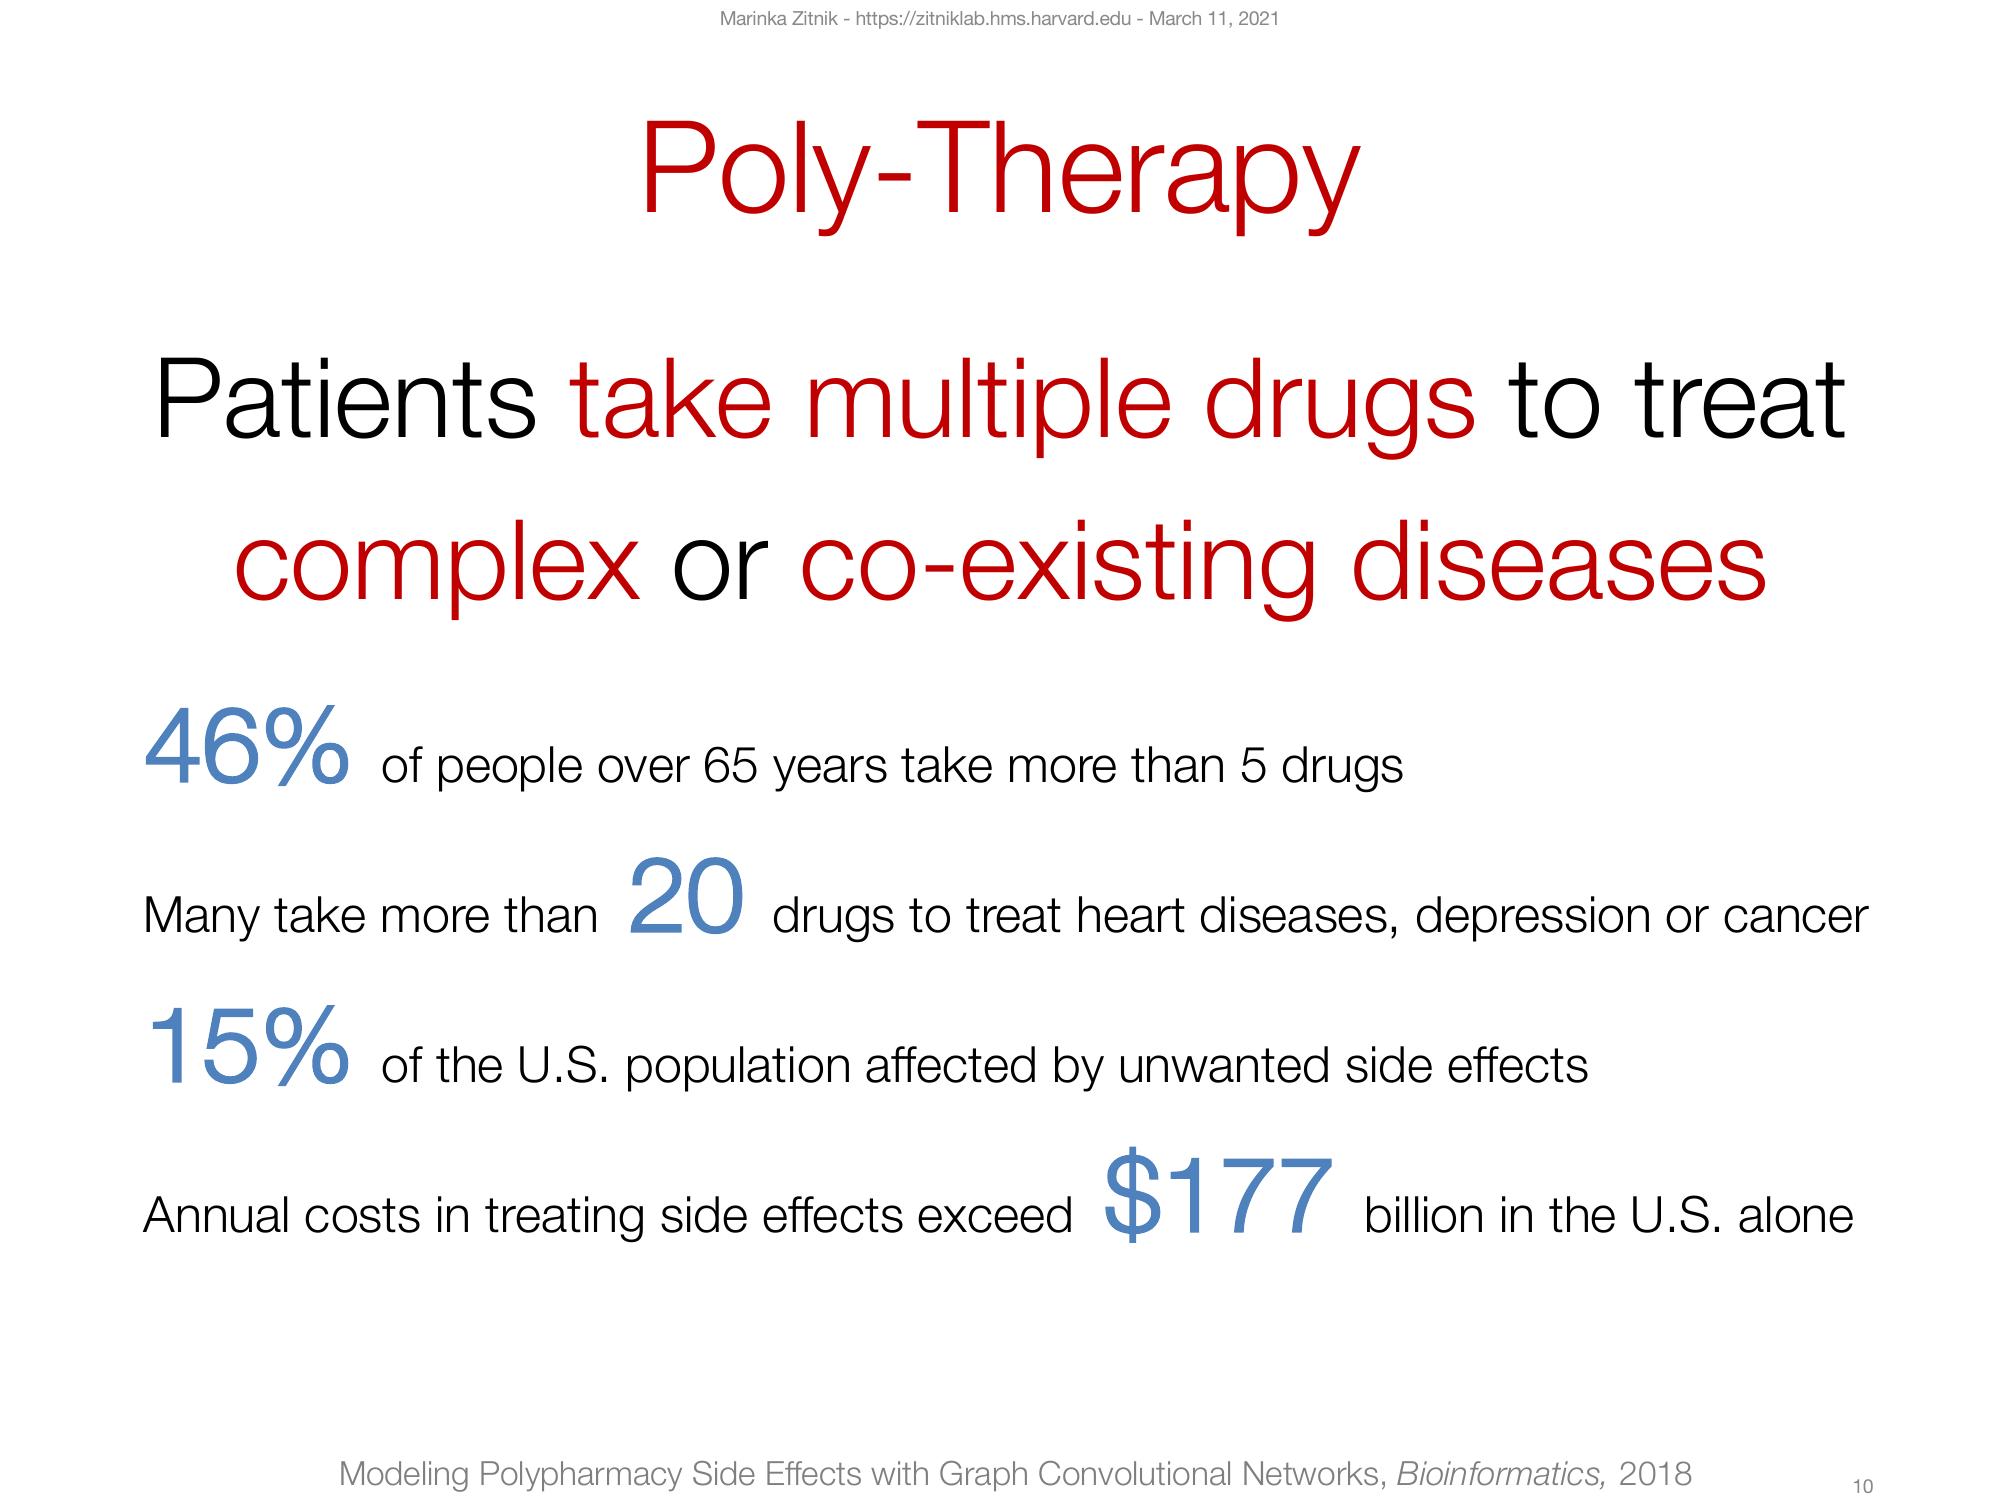 Marinka Zitnik - https://zitniklab.hms.harvard.edu - March 11, 2021
Poly-Therapy
Patients take multiple drugs to treat
complex or co-existing diseases
46% of people over 65 years take more than 5 drugs
Many take more than 20 drugs to treat heart diseases, depression or cancer
15% of the U.S. population affected by unwanted side effects
Annual costs in treating side effects exceed $177 billion in the U.S. alone
Modeling Polypharmacy Side Effects with Graph Convolutional Networks, Bioinformatics, 2018
10